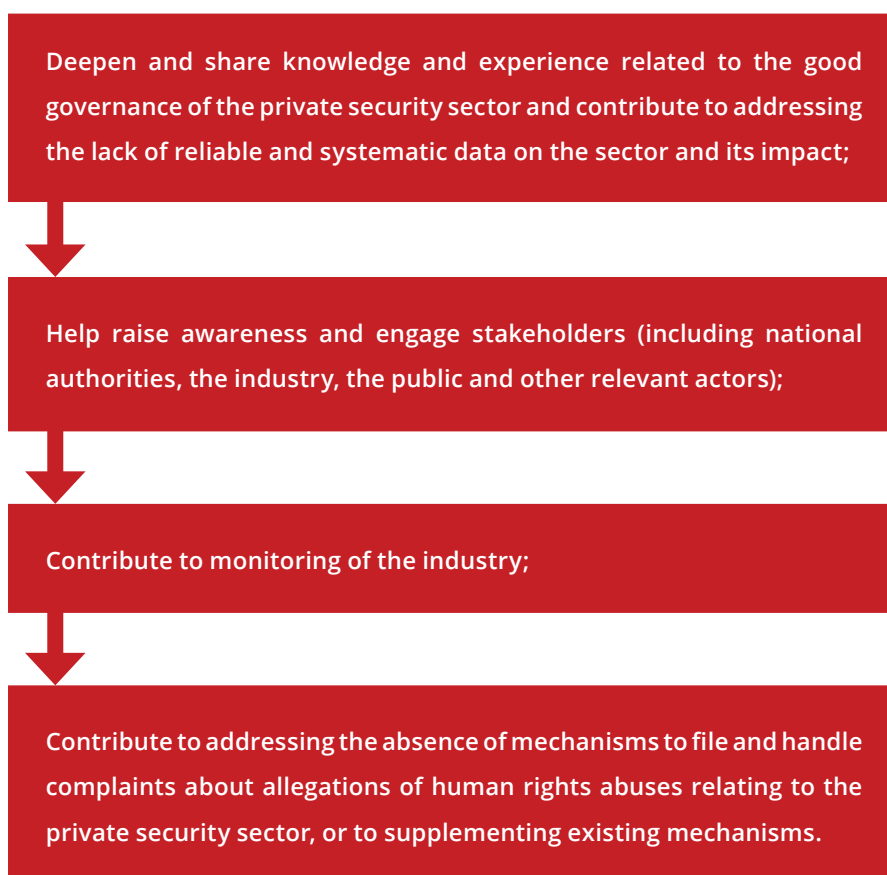 Deepen and share knowledge and experience related to the good
governance of the private security sector and contribute to addressing
the lack of reliable and systematic data on the sector and its impact;
Help raise awareness and engage stakeholders (including national
authorities, the industry, the public and other relevant actors);
Contribute to monitoring of the industry;
Contribute to addressing the absence of mechanisms to file and handle
complaints about allegations of human rights abuses relating to the
private security sector, or to supplementing existing mechanisms.